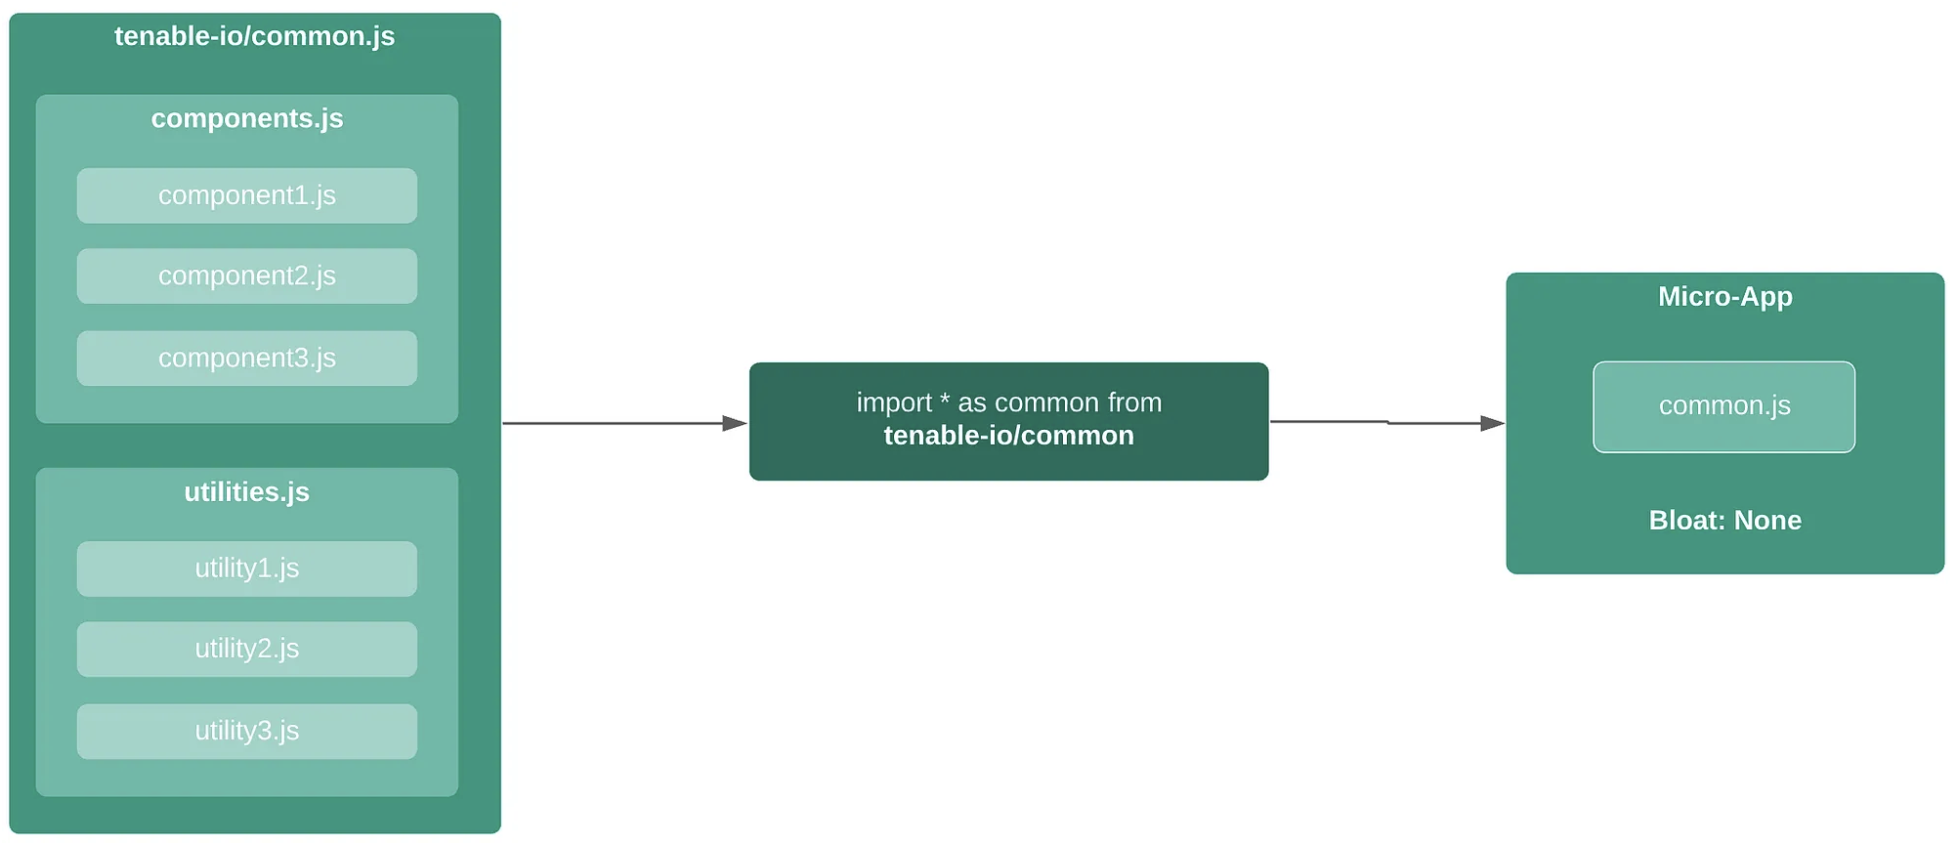 tenable-io/common.js
components.js
component1.js
component2.js
component3.js
utilities.js
utility1.js
utility2.js
utility3.js
import * as common from
tenable-io/common
Micro-App
common.js
Bloat: None